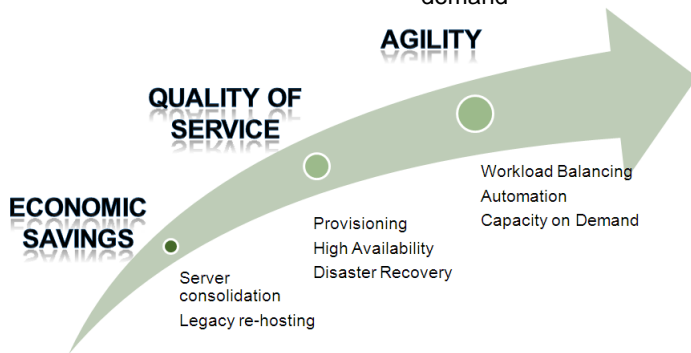 demand
AGILITY
QUALITY OF
SERVICE
ECONOMIC
SAVINGS
Workload Balancing
Automation
Capacity on Demand
Provisioning
High Availability
Disaster Recovery
Server
consolidation
Legacy re-hosting